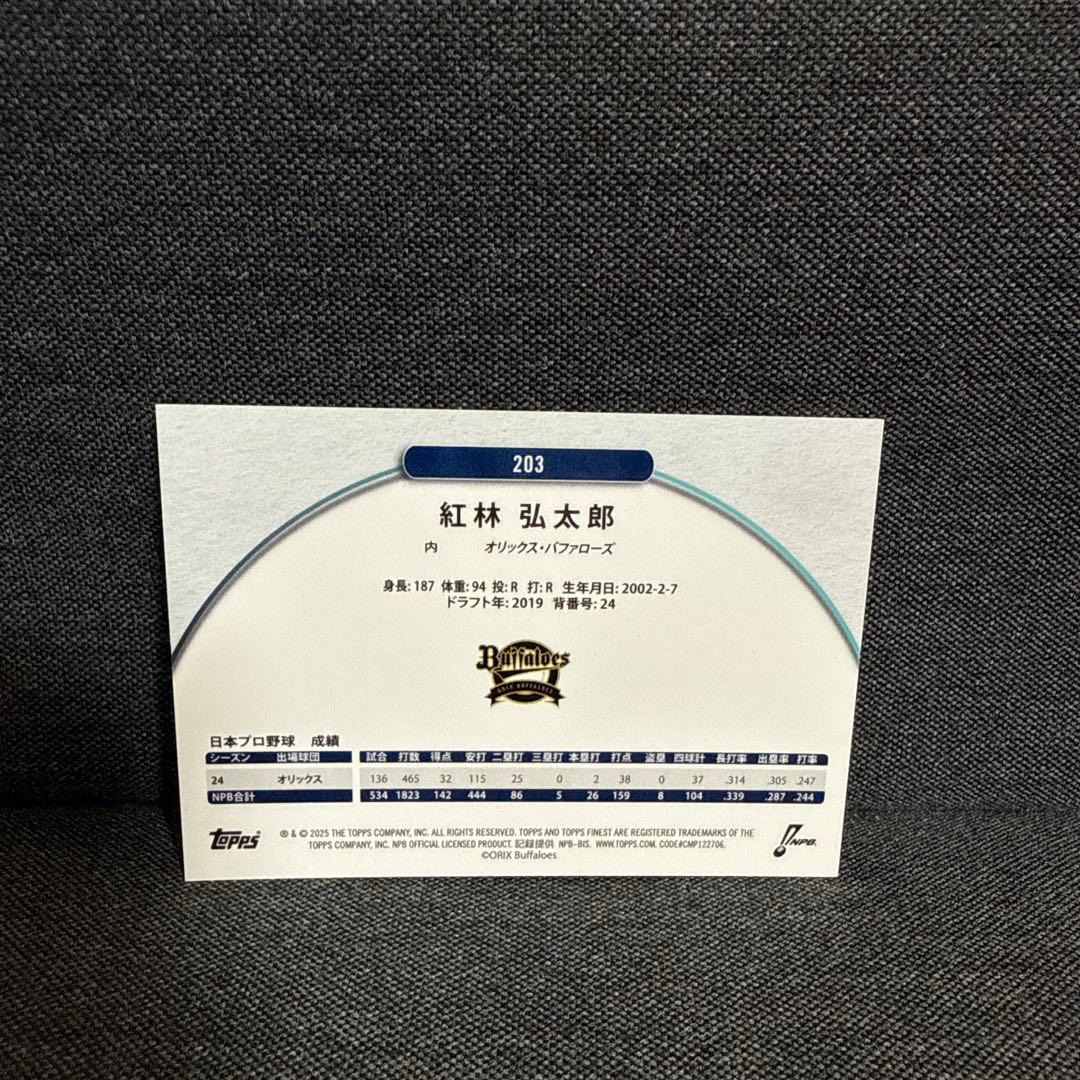 203
紅林 弘太郎
内 オリックス・バファローズ
身長: 187 体重: 94 投: R 打: R 生年月日: 2002-2-7
ドラフト年: 2019 背番号: 24
Buffaloes
ORIX BUFFALOES
日本プロ野球 成績
シーズン 出場球団 試合 打数 得点 安打 二塁打 三塁打 本塁打 打点 盗塁 四球計 長打率 出塁率 打率
24 オリックス 136 465 32 115 25 0 2 38 0 37 .314 .305 .247
NPB合計 534 1823 142 444 86 5 26 159 8 104 .339 .287 .244
Topps
® & © 2025 THE TOPPS COMPANY, INC. ALL RIGHTS RESERVED. TOPPS AND TOPPS FINEST ARE REGISTERED TRADEMARKS OF THE
TOPPS COMPANY, INC. NPB OFFICIAL LICENSED PRODUCT. 記録提供 NPB-BIS. WWW.TOPPS.COM. CODE#CMP122706.
©ORIX Buffaloes
NPB